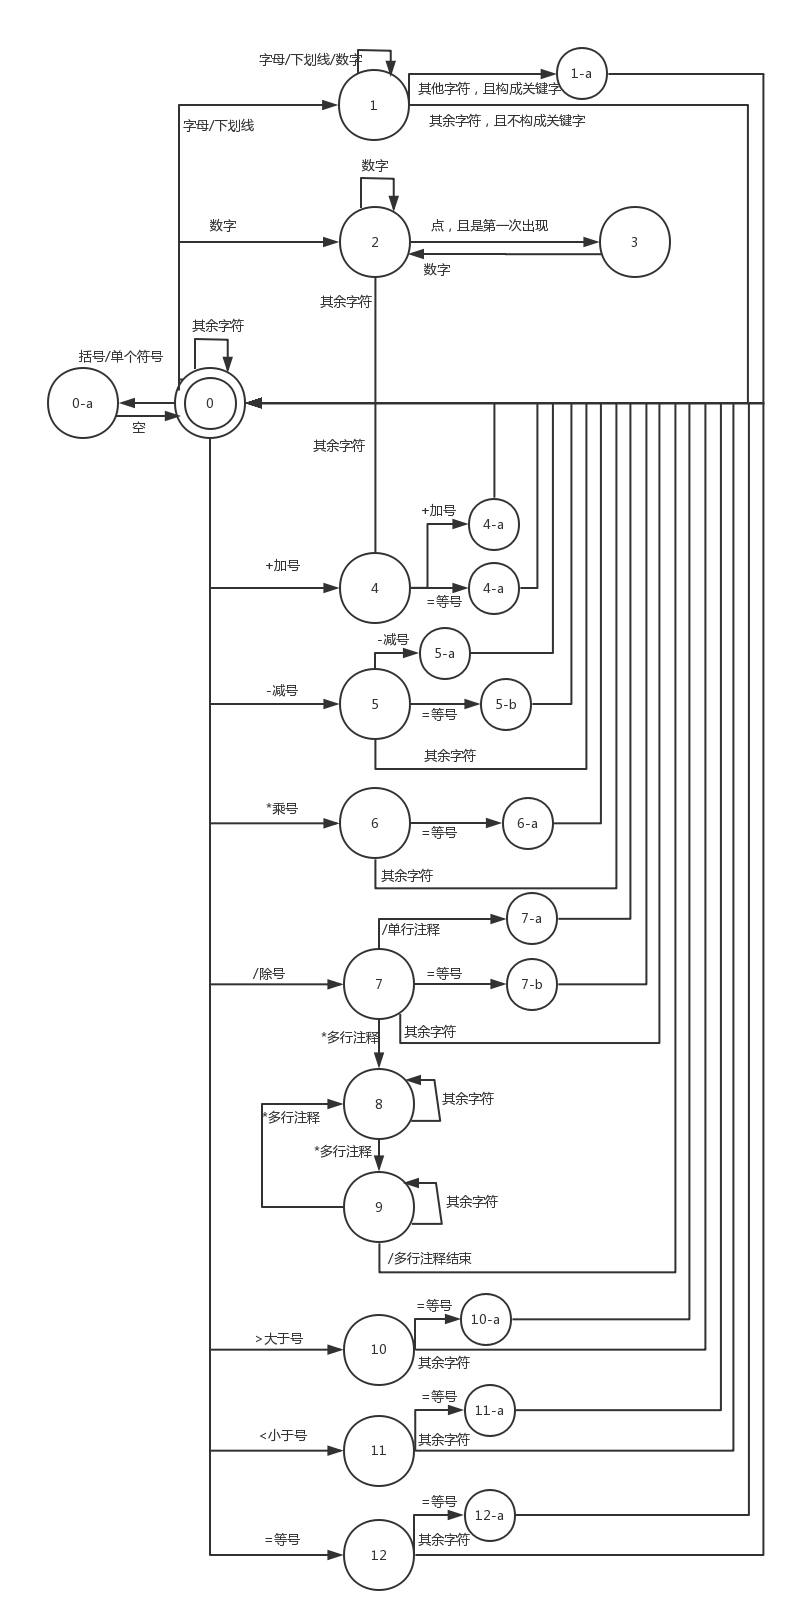 字母/下划线/数字
1-a
其他字符，且构成关键字
1
其余字符，且不构成关键字
字母/下划线
数字
数字
点，且是第一次出现
2
3
数字
其余字符
其余字符
括号/单个符号
0-a
0
空
其余字符
+加号
4-a
+加号
4
4-a
=等号
-减号
5-a
-减号
5
5-b
=等号
其余字符
*乘号
6
6-a
=等号
其余字符
7-a
/单行注释
/除号
=等号
7
7-b
其余字符
*多行注释
8
其余字符
*多行注释
*多行注释
9
其余字符
/多行注释结束
=等号
10-a
>大于号
10
其余字符
=等号
11-a
<小于号
其余字符
11
=等号
12-a
=等号
其余字符
12